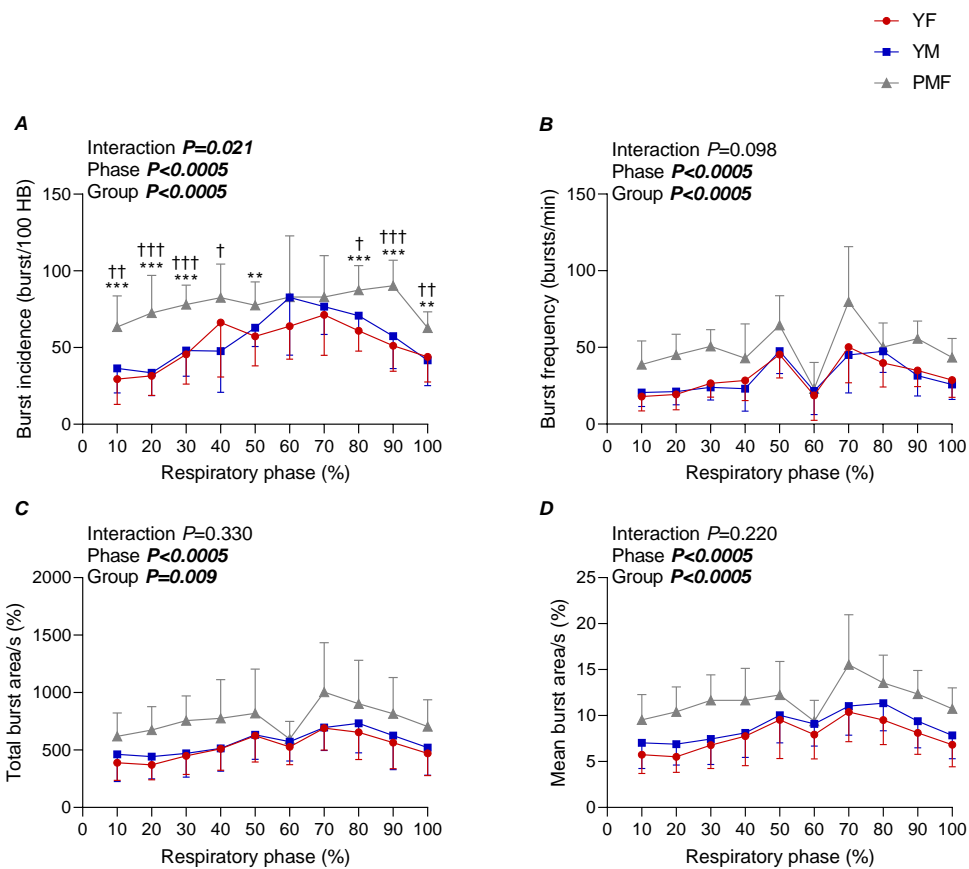 YF
YM
PMF
A
Interaction P=0.021
Phase P<0.0005
Group P<0.0005
Burst incidence (burst/100 HB)
150
100
50
0
†† ††† ††† † † ††† ††
*** *** *** ** *** *** **
0 10 20 30 40 50 60 70 80 90 100
Respiratory phase (%)
B
Interaction P=0.098
Phase P<0.0005
Group P<0.0005
Burst frequency (bursts/min)
150
100
50
0
0 10 20 30 40 50 60 70 80 90 100
Respiratory phase (%)
C
Interaction P=0.330
Phase P<0.0005
Group P=0.009
Total burst area/s (%)
2000
1500
1000
500
0
0 10 20 30 40 50 60 70 80 90 100
Respiratory phase (%)
D
Interaction P=0.220
Phase P<0.0005
Group P<0.0005
Mean burst area/s (%)
25
20
15
10
5
0
0 10 20 30 40 50 60 70 80 90 100
Respiratory phase (%)